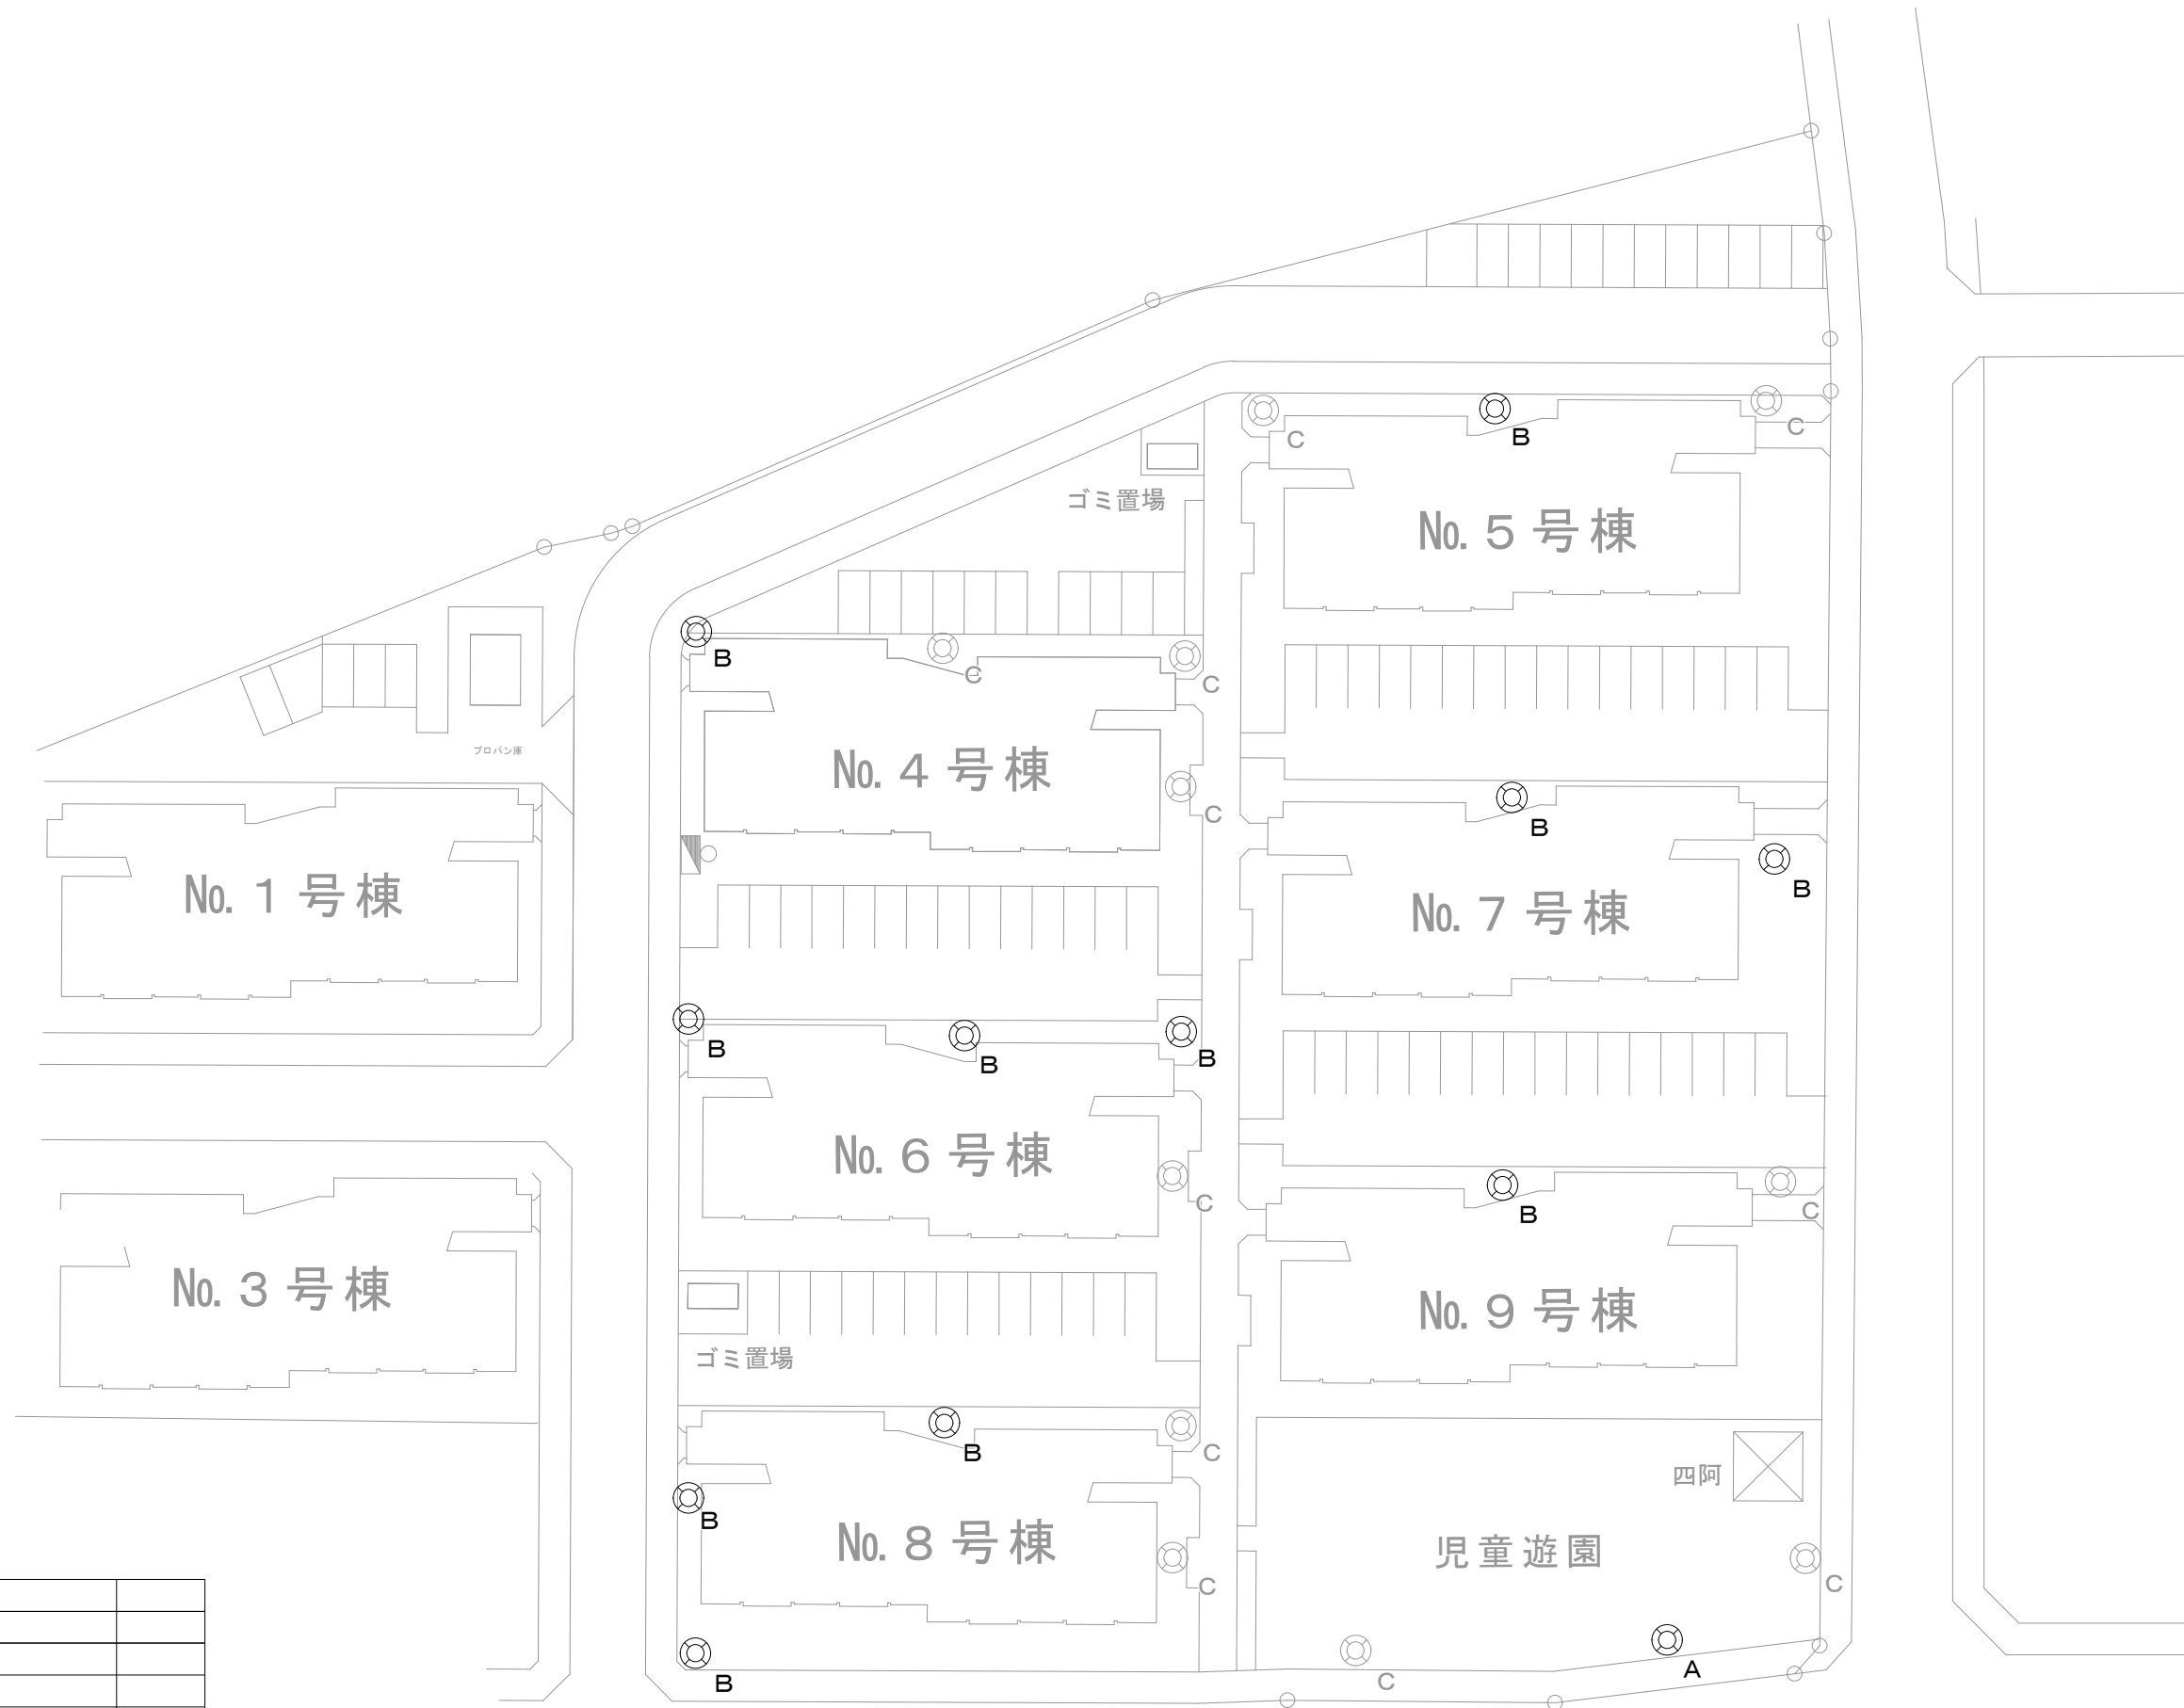 C
B
C
ゴミ置場
№. 5 号棟
B
C
C
プロパン庫
№. 4 号棟
C
B
№. 1 号棟
B
№. 7 号棟
B
B
B
B
№. 6 号棟
C
B
C
№. 3 号棟
№. 9 号棟
ゴミ置場
B
C
四阿
B
№. 8 号棟
児童遊園
C
C
B
C
A